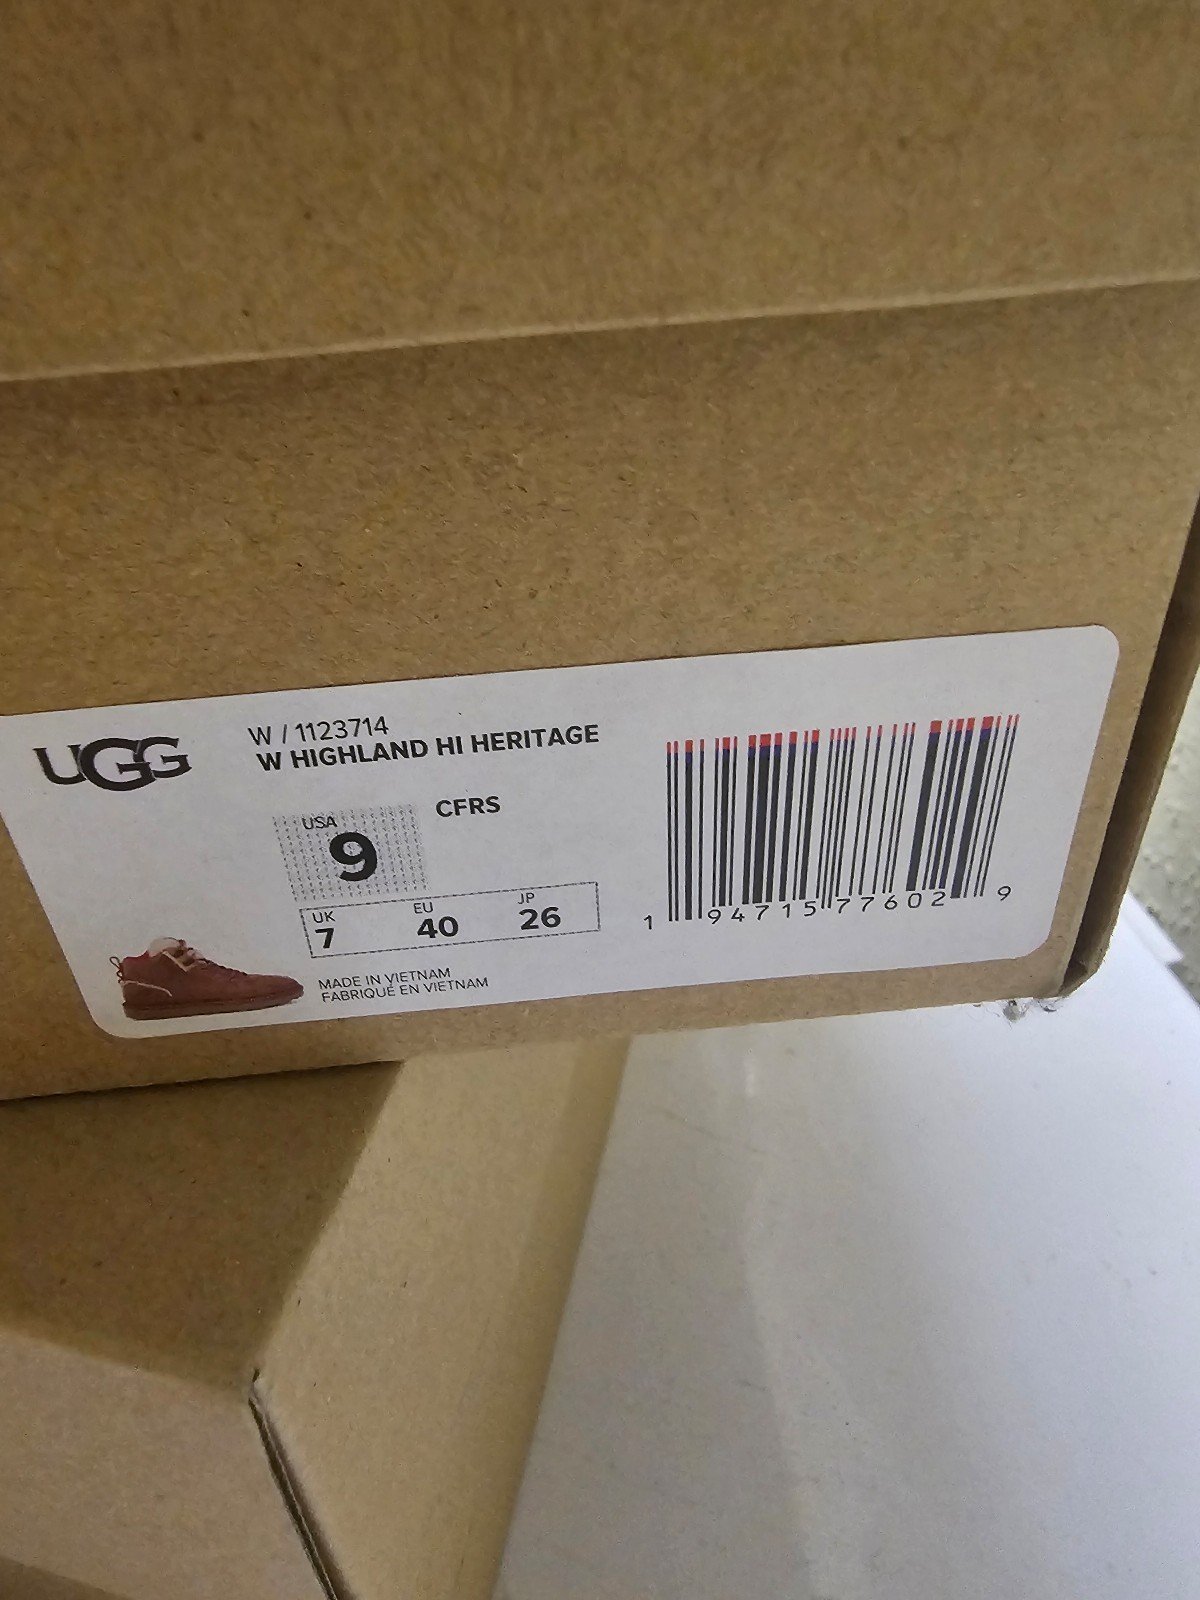 UGG
W / 1123714
W HIGHLAND HI HERITAGE
CFRS
USA
9
UK EU JP
7 40 26
MADE IN VIETNAM
FABRIQUÉ EN VIETNAM
1 94715 77602 9